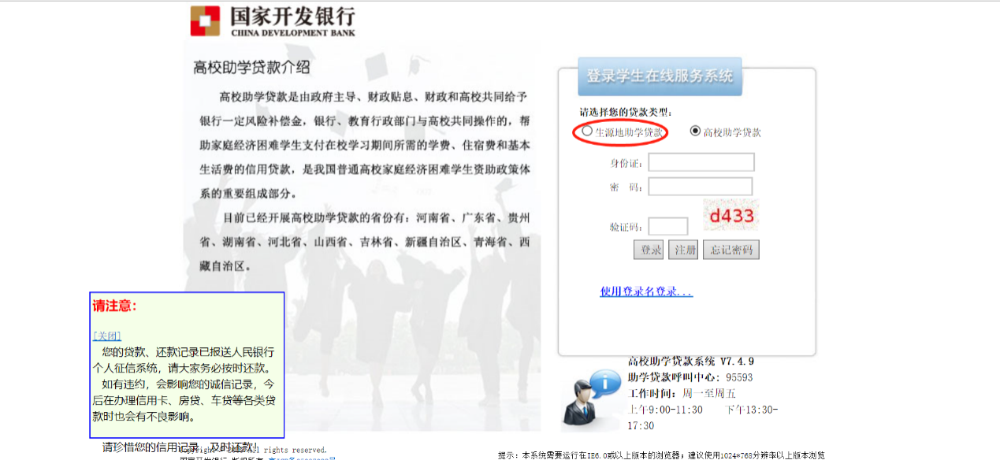 国家开发银行
CHINA DEVELOPMENT BANK
高校助学贷款介绍
高校助学贷款是由政府主导、财政贴息、财政和高校共同给予
银行一定风险补偿金，银行、教育行政部门与高校共同操作的，帮
助家庭经济困难学生支付在校学习期间所需的学费、住宿费和基本
生活费的信用贷款，是我国普通高校家庭经济困难学生资助政策体
系的重要组成部分。
目前已经开展高校助学贷款的省份有：河南省、广东省、贵州
省、湖南省、河北省、山西省、吉林省、新疆自治区、青海省、西
藏自治区。
登录学生在线服务系统
请选择您的贷款类型：
生源地助学贷款 高校助学贷款
身份证：
密 码：
验证码： d433
登录 注册 忘记密码
使用登录名登录...
请注意：
[关闭]
您的贷款、还款记录已报送人民银行
个人征信系统，请大家务必按时还款。
如有违约，会影响您的诚信记录，今
后在办理信用卡、房贷、车贷等各类贷
款时也会有不良影响。
请珍惜您的信用记录，及时还款！
高校助学贷款系统 V7.4.9
助学贷款呼叫中心： 95593
工作时间： 周一至周五
上午9:00-11:30 下午13:30-
17:30
All rights reserved.
提示：本系统需要运行在IE6.0或以上版本的浏览器；建议使用1024*768分辨率以上版本浏览